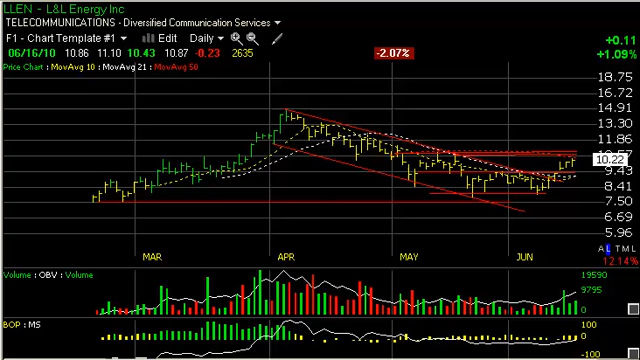 LLEN - L&L Energy Inc
TELECOMMUNICATIONS - Diversified Communication Services
F1 - Chart Template #1 Edit Daily
06/16/10 10.86 11.10 10.43 10.87 -0.23 2635 -2.07% +0.11
+1.09%
Price Chart : MovAvg 10 : MovAvg 21 : MovAvg 50
18.75
16.72
14.91
13.30
11.86
10.22
9.43
8.41
7.50
6.69
5.96
A L T M L
12.14%
MAR APR MAY JUN
Volume : OBV : Volume
19590
9795
BOP : MS
100
0
-100